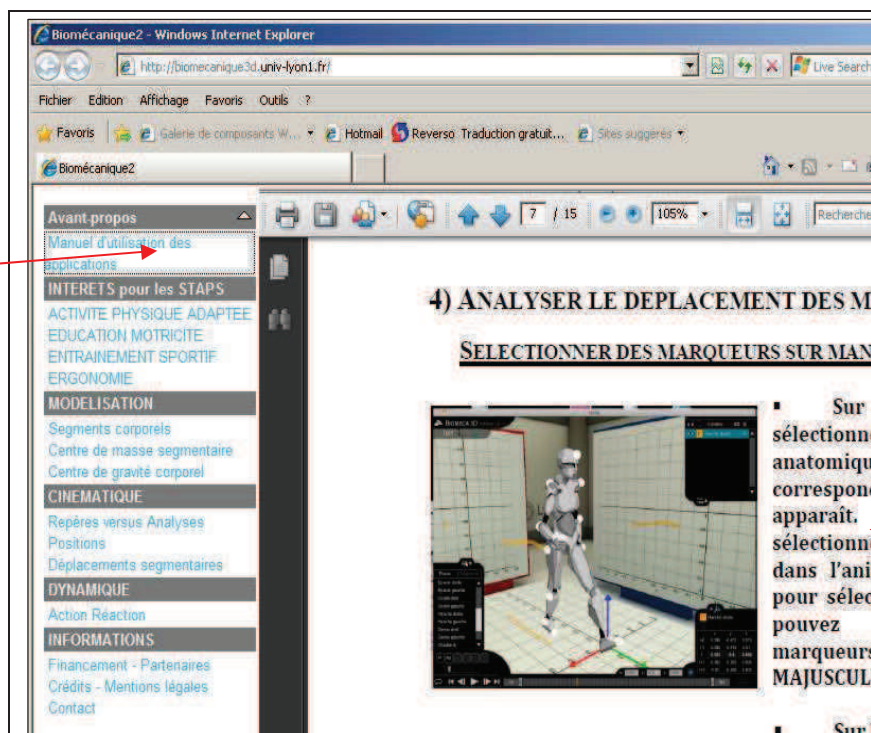 Biomécanique2 - Windows Internet Explorer
http://biomecanique3d.univ-lyon1.fr/
Live Search
Fichier Edition Affichage Favoris Outils ?
Favoris Galerie de composants W... Hotmail Reverso Traduction gratuit... Sites suggérés
Biomécanique2
7 / 15 105% Recherche
Avant-propos
Manuel d'utilisation des
applications
INTERETS pour les STAPS
ACTIVITE PHYSIQUE ADAPTEE
EDUCATION MOTRICITE
ENTRAINEMENT SPORTIF
ERGONOMIE
MODELISATION
Segments corporels
Centre de masse segmentaire
Centre de gravité corporel
CINEMATIQUE
Repères versus Analyses
Positions
Déplacements segmentaires
DYNAMIQUE
Action Réaction
INFORMATIONS
Financement - Partenaires
Crédits - Mentions légales
Contact
4) ANALYSER LE DEPLACEMENT DES M
SELECTIONNER DES MARQUEURS SUR MAN
▪ Sur
sélectionn
anatomiqu
correspon
apparaît.
sélectionn
dans l'ani
pour sélec
pouvez
marqueurs
MAJUSCUL
▪ Sur